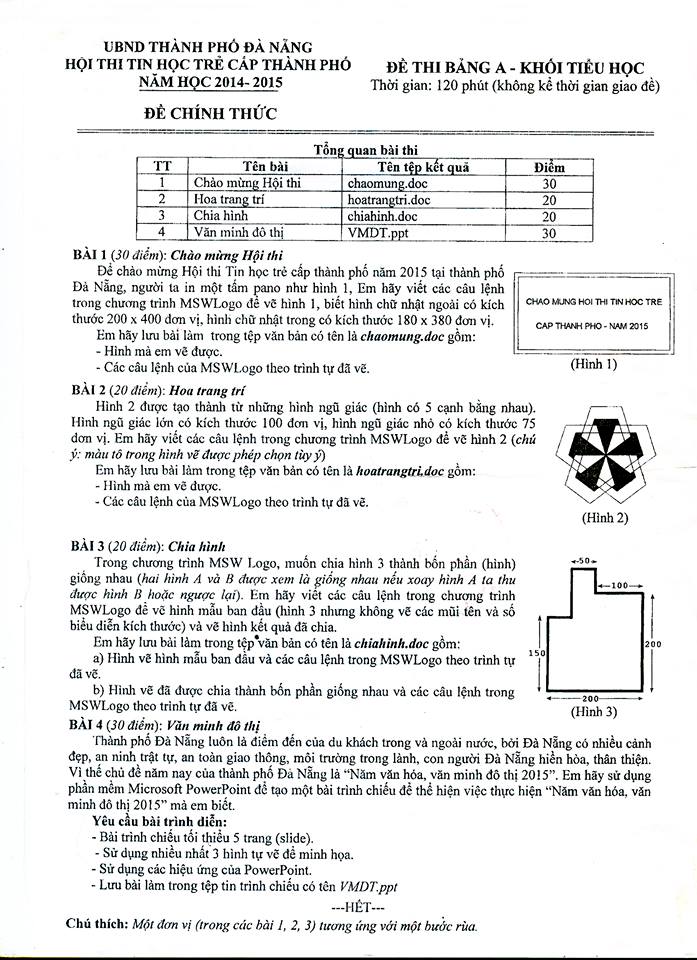 UBND THÀNH PHỐ ĐÀ NẴNG
HỘI THI TIN HỌC TRẺ CẤP THÀNH PHỐ
NĂM HỌC 2014- 2015
ĐỀ CHÍNH THỨC
ĐỀ THI BẢNG A - KHỐI TIỂU HỌC
Thời gian: 120 phút (không kể thời gian giao đề)
Tổng quan bài thi
TT Tên bài Tên tệp kết quả Điểm
1 Chào mừng Hội thi chaomung.doc 30
2 Hoa trang trí hoatrangtri.doc 20
3 Chia hình chiahinh.doc 20
4 Văn minh đô thị VMDT.ppt 30
BÀI 1 (30 điểm): Chào mừng Hội thi
Để chào mừng Hội thi Tin học trẻ cấp thành phố năm 2015 tại thành phố
Đà Nẵng, người ta in một tấm pano như hình 1, Em hãy viết các câu lệnh
trong chương trình MSWLogo để vẽ hình 1, biết hình chữ nhật ngoài có kích
thước 200 x 400 đơn vị, hình chữ nhật trong có kích thước 180 x 380 đơn vị.
Em hãy lưu bài làm trong tệp văn bản có tên là chaomung.doc gồm:
- Hình mà em vẽ được.
- Các câu lệnh của MSWLogo theo trình tự đã vẽ.
CHAO MUNG HOI THI TIN HOC TRE
CAP THANH PHO - NAM 2015
(Hình 1)
BÀI 2 (20 điểm): Hoa trang trí
Hình 2 được tạo thành từ những hình ngũ giác (hình có 5 cạnh bằng nhau).
Hình ngũ giác lớn có kích thước 100 đơn vị, hình ngũ giác nhỏ có kích thước 75
đơn vị. Em hãy viết các câu lệnh trong chương trình MSWLogo để vẽ hình 2 (chú
ý: màu tô trong hình vẽ được phép chọn tùy ý)
Em hãy lưu bài làm trong tệp văn bản có tên là hoatrangtri.doc gồm:
- Hình mà em vẽ được.
- Các câu lệnh của MSWLogo theo trình tự đã vẽ.
(Hình 2)
BÀI 3 (20 điểm): Chia hình
Trong chương trình MSW Logo, muốn chia hình 3 thành bốn phần (hình)
giống nhau (hai hình A và B được xem là giống nhau nếu xoay hình A ta thu
được hình B hoặc ngược lại). Em hãy viết các câu lệnh trong chương trình
MSWLogo để vẽ hình mẫu ban đầu (hình 3 nhưng không vẽ các mũi tên và số
biểu diễn kích thước) và vẽ hình kết quả đã chia.
Em hãy lưu bài làm trong tệp văn bản có tên là chiahinh.doc gồm:
a) Hình vẽ hình mẫu ban đầu và các câu lệnh trong MSWLogo theo trình tự
đã vẽ.
b) Hình vẽ đã được chia thành bốn phần giống nhau và các câu lệnh trong
MSWLogo theo trình tự đã vẽ.
50
100
150
200
200
(Hình 3)
BÀI 4 (30 điểm): Văn minh đô thị
Thành phố Đà Nẵng luôn là điểm đến của du khách trong và ngoài nước, bởi Đà Nẵng có nhiều cảnh
đẹp, an ninh trật tự, an toàn giao thông, môi trường trong lành, con người Đà Nẵng hiền hòa, thân thiện.
Vì thế chủ đề năm nay của thành phố Đà Nẵng là “Năm văn hóa, văn minh đô thị 2015”. Em hãy sử dụng
phần mềm Microsoft PowerPoint để tạo một bài trình chiếu để thể hiện việc thực hiện “Năm văn hóa, văn
minh đô thị 2015” mà em biết.
Yêu cầu bài trình diễn:
- Bài trình chiếu tối thiểu 5 trang (slide).
- Sử dụng nhiều nhất 3 hình tự vẽ để minh họa.
- Sử dụng các hiệu ứng của PowerPoint.
- Lưu bài làm trong tệp tin trình chiếu có tên VMDT.ppt
---HẾT---
Chú thích: Một đơn vị (trong các bài 1, 2, 3) tương ứng với một bước rùa.